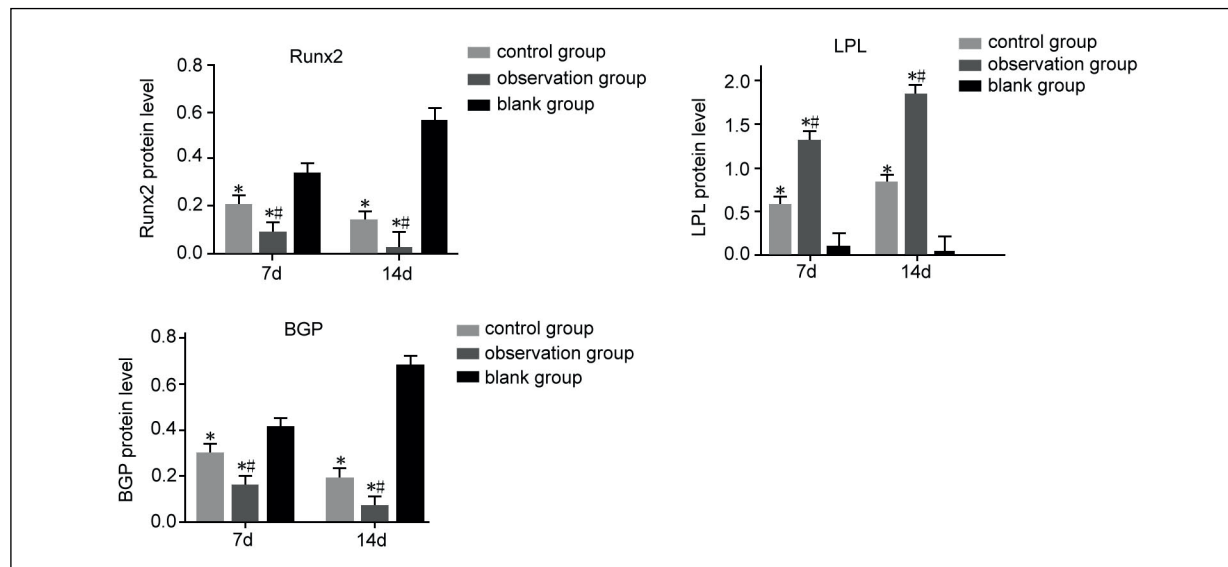 Runx2
control group
observation group
blank group
Runx2 protein level
0.8
0.6
0.4
0.2
0.0
*
*#
*
*#
7d
14d
LPL
control group
observation group
blank group
LPL protein level
2.0
1.5
1.0
0.5
0.0
*
*#
*
*#
7d
14d
BGP
control group
observation group
blank group
BGP protein level
0.8
0.6
0.4
0.2
0.0
*
*#
*
*#
7d
14d